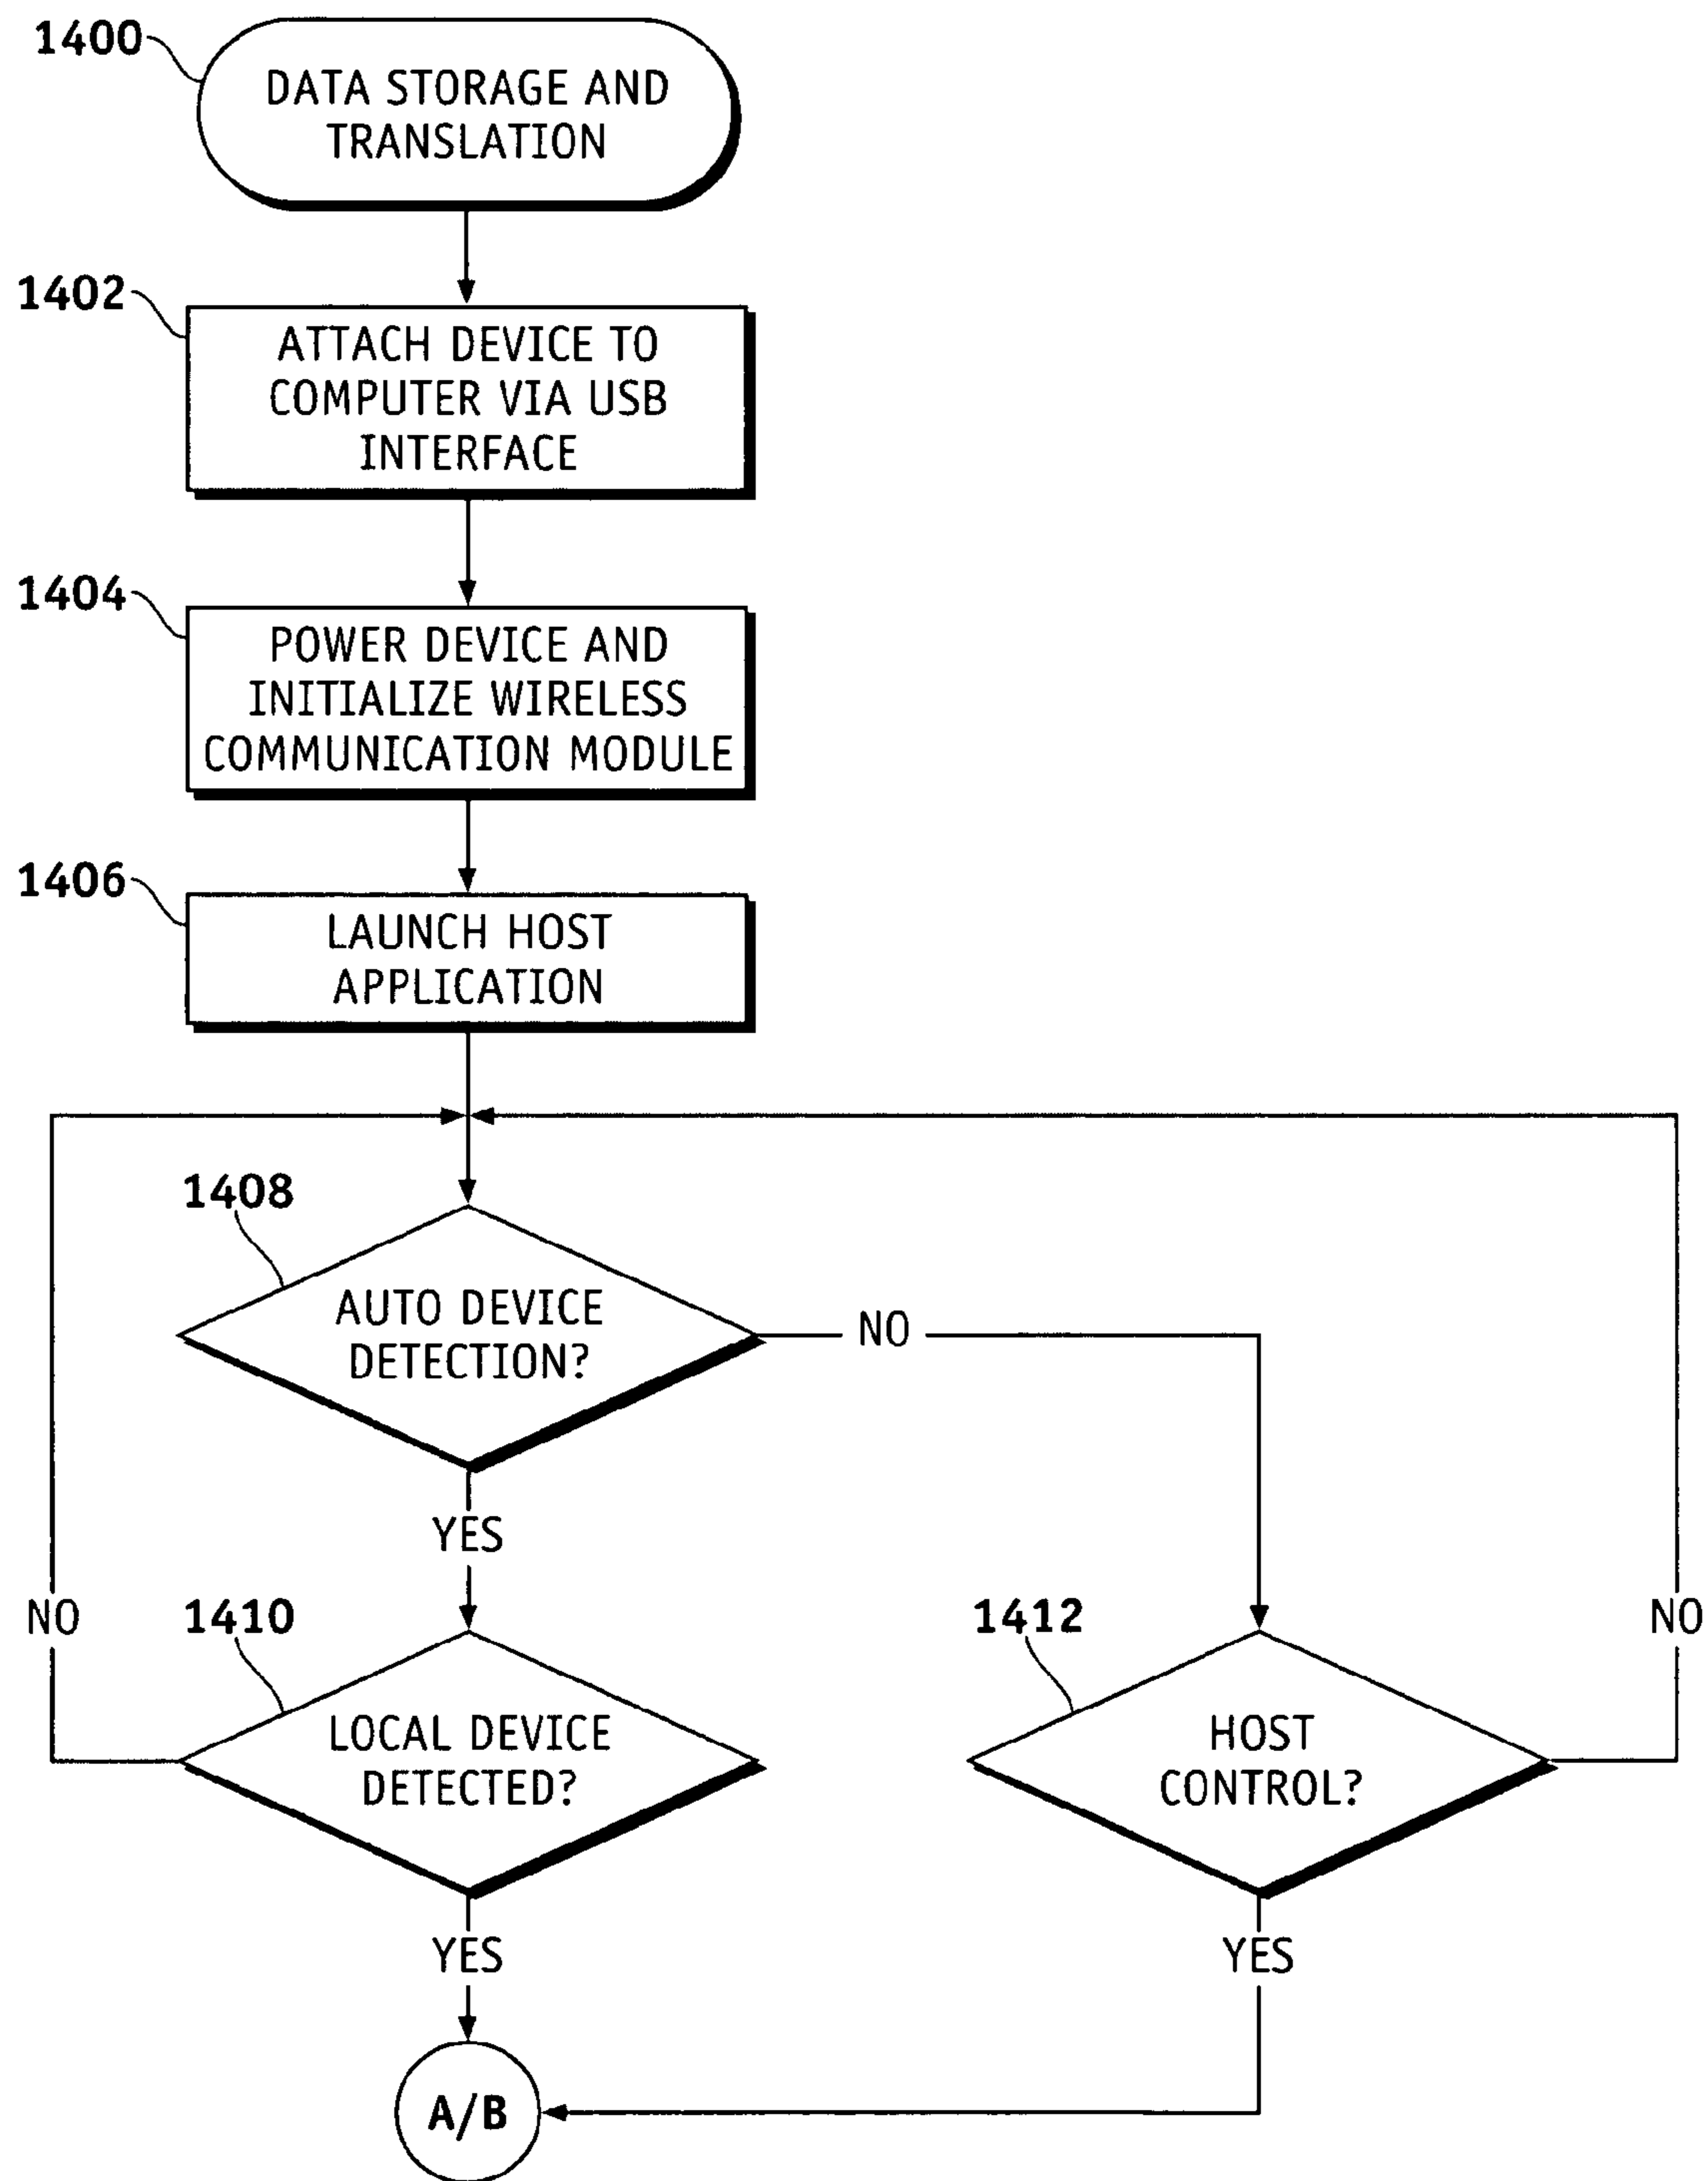 1400
DATA STORAGE AND
TRANSLATION
1402
ATTACH DEVICE TO
COMPUTER VIA USB
INTERFACE
1404
POWER DEVICE AND
INITIALIZE WIRELESS
COMMUNICATION MODULE
1406
LAUNCH HOST
APPLICATION
1408
AUTO DEVICE
DETECTION?
NO
YES
NO
1410
LOCAL DEVICE
DETECTED?
1412
HOST
CONTROL?
NO
YES
YES
A/B